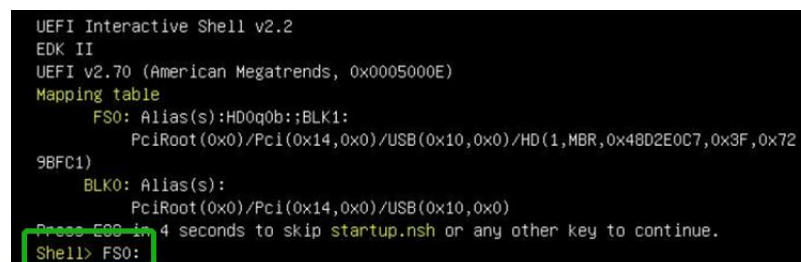 UEFI Interactive Shell v2.2
EDK II
UEFI v2.70 (American Megatrends, 0x0005000E)
Mapping table
FS0: Alias(s):HD0q0b:;BLK1:
PciRoot(0x0)/Pci(0x14,0x0)/USB(0x10,0x0)/HD(1,MBR,0x48D2E0C7,0x3F,0x72
9BFC1)
BLK0: Alias(s):
PciRoot(0x0)/Pci(0x14,0x0)/USB(0x10,0x0)
Press ESC in 4 seconds to skip startup.nsh or any other key to continue.
Shell> FS0: